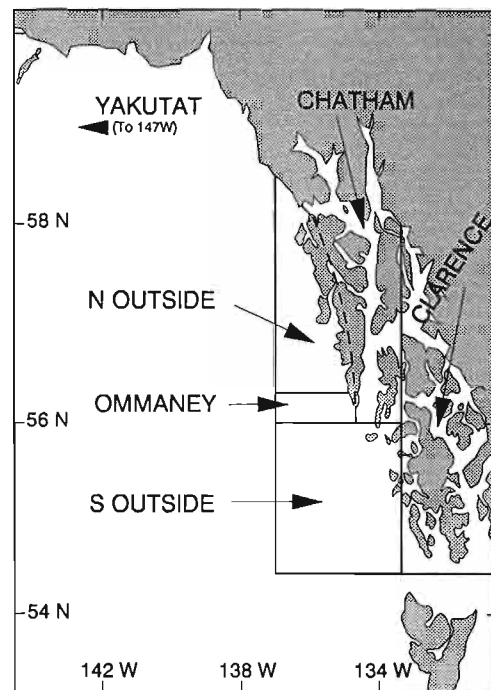 YAKUTAT
(To 147W)
CHATHAM
58 N
CLARENCE
N OUTSIDE
OMMANEY
56 N
S OUTSIDE
54 N
142 W
138 W
134 W